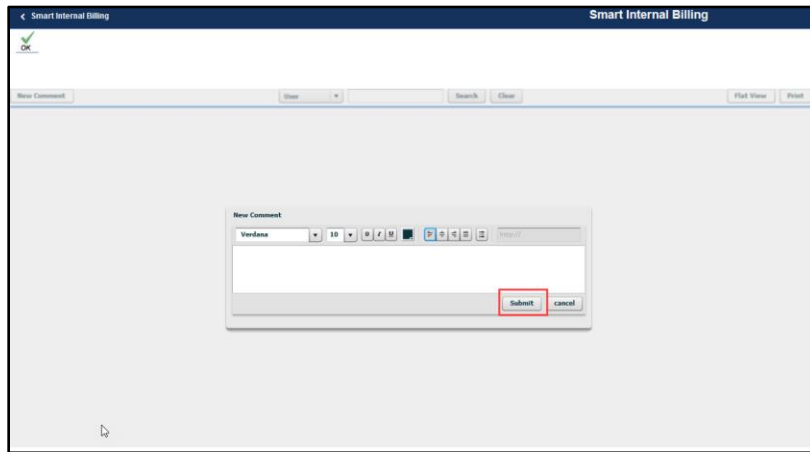 Smart Internal Billing
Smart Internal Billing
OK
New Comment
User
Search
Clear
Flat View
Print
New Comment
Verdana
10
B I U
http://
Submit
cancel